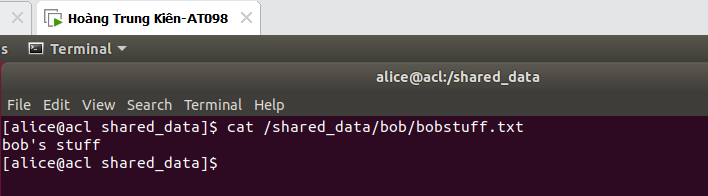 Hoàng Trung Kiên-AT098
s Terminal
alice@acl:/shared_data
File Edit View Search Terminal Help
[alice@acl shared_data]$ cat /shared_data/bob/bobstuff.txt
bob's stuff
[alice@acl shared_data]$